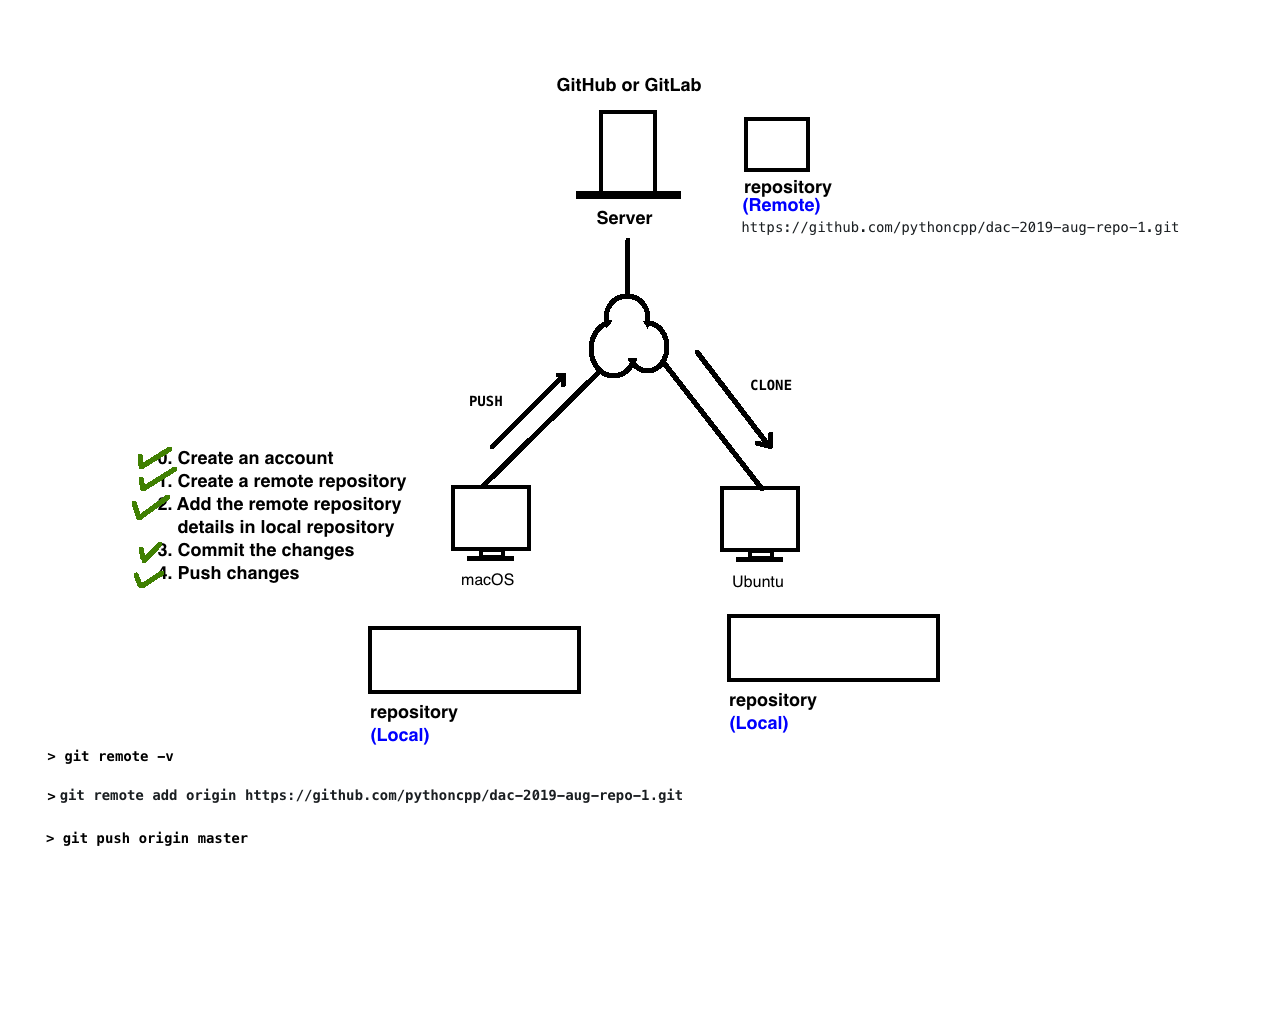 GitHub or GitLab
Server
repository
(Remote)
https://github.com/pythoncpp/dac-2019-aug-repo-1.git
PUSH
CLONE
0. Create an account
1. Create a remote repository
2. Add the remote repository
details in local repository
3. Commit the changes
4. Push changes
macOS
Ubuntu
repository
(Local)
repository
(Local)
> git remote -v
> git remote add origin https://github.com/pythoncpp/dac-2019-aug-repo-1.git
> git push origin master